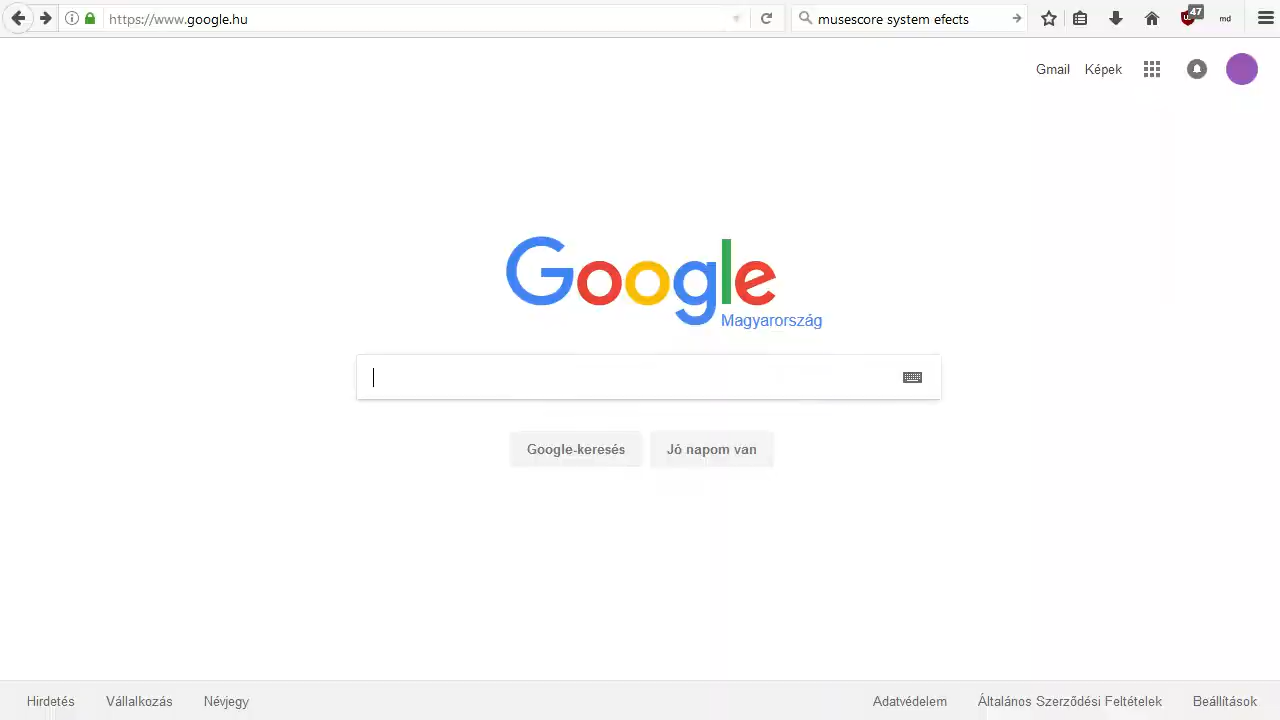 https://www.google.hu
musescore system efects
47
md
Gmail Képek
Google
Magyarország
Google-keresés Jó napom van
Hirdetés Vállalkozás Névjegy Adatvédelem Általános Szerződési Feltételek Beállítások